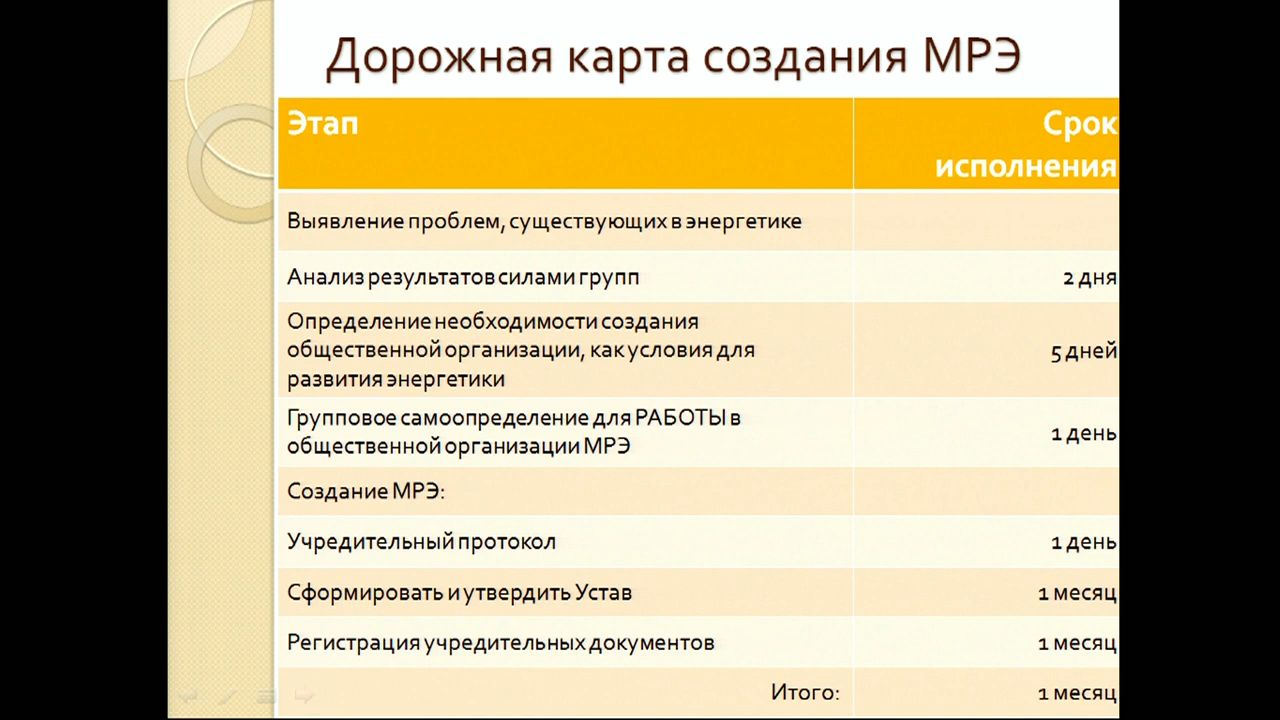 Дорожная карта создания МРЭ
Этап
Срок
исполнения
Выявление проблем, существующих в энергетике
Анализ результатов силами групп
2 дня
Определение необходимости создания
общественной организации, как условия для
развития энергетики
5 дней
Групповое самоопределение для РАБОТЫ в
общественной организации МРЭ
1 день
Создание МРЭ:
Учредительный протокол
1 день
Сформировать и утвердить Устав
1 месяц
Регистрация учредительных документов
1 месяц
Итого:
1 месяц